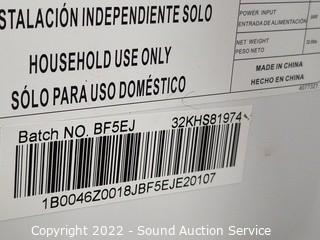 STALACIÓN INDEPENDIENTE SOLO
HOUSEHOLD USE ONLY
SÓLO PARA USO DOMÉSTICO
POWER INPUT
ENTRADA DE ALIMENTACIÓN
NET WEIGHT
PESO NETO
MADE IN CHINA
HECHO EN CHINA
4077321
Batch NO. BF5EJ 32KHS81974
1B0046Z0018JBF5EJE20107
Copyright 2022 - Sound Auction Service